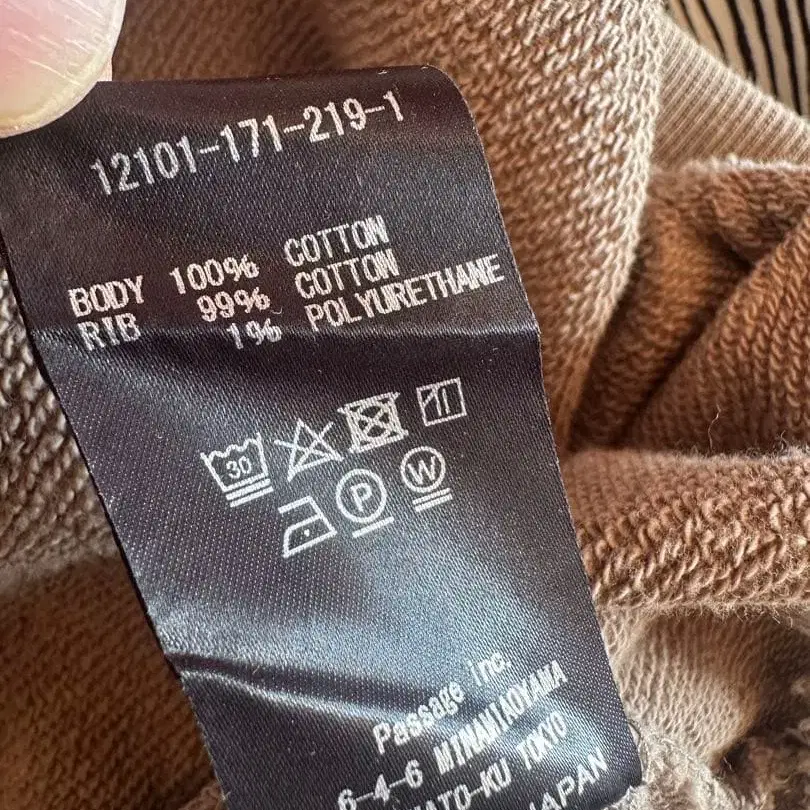 12101-171-219-1
BODY 100% COTTON
RIB 99% COTTON
1% POLYURETHANE
30
P W
Passage inc.
6-4-6 MINAMIAOYAMA
ATO-KU TOKYO
JAPAN